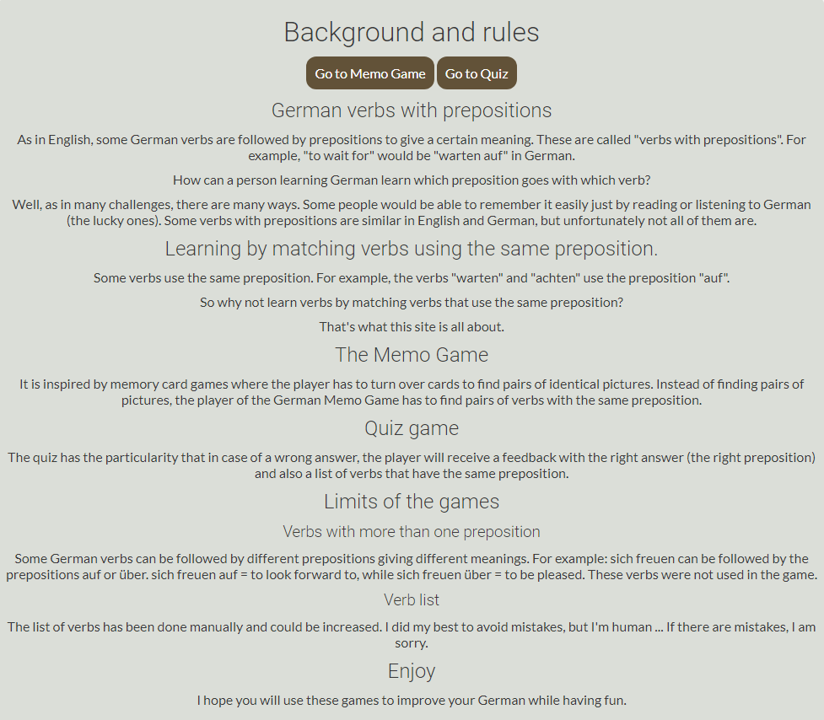 Background and rules
Go to Memo Game Go to Quiz
German verbs with prepositions
As in English, some German verbs are followed by prepositions to give a certain meaning. These are called "verbs with prepositions". For
example, "to wait for" would be "warten auf" in German.
How can a person learning German learn which preposition goes with which verb?
Well, as in many challenges, there are many ways. Some people would be able to remember it easily just by reading or listening to German
(the lucky ones). Some verbs with prepositions are similar in English and German, but unfortunately not all of them are.
Learning by matching verbs using the same preposition.
Some verbs use the same preposition. For example, the verbs "warten" and "achten" use the preposition "auf".
So why not learn verbs by matching verbs that use the same preposition?
That's what this site is all about.
The Memo Game
It is inspired by memory card games where the player has to turn over cards to find pairs of identical pictures. Instead of finding pairs of
pictures, the player of the German Memo Game has to find pairs of verbs with the same preposition.
Quiz game
The quiz has the particularity that in case of a wrong answer, the player will receive a feedback with the right answer (the right preposition)
and also a list of verbs that have the same preposition.
Limits of the games
Verbs with more than one preposition
Some German verbs can be followed by different prepositions giving different meanings. For example: sich freuen can be followed by the
prepositions auf or über. sich freuen auf = to look forward to, while sich freuen über = to be pleased. These verbs were not used in the game.
Verb list
The list of verbs has been done manually and could be increased. I did my best to avoid mistakes, but I'm human ... If there are mistakes, I am
sorry.
Enjoy
I hope you will use these games to improve your German while having fun.